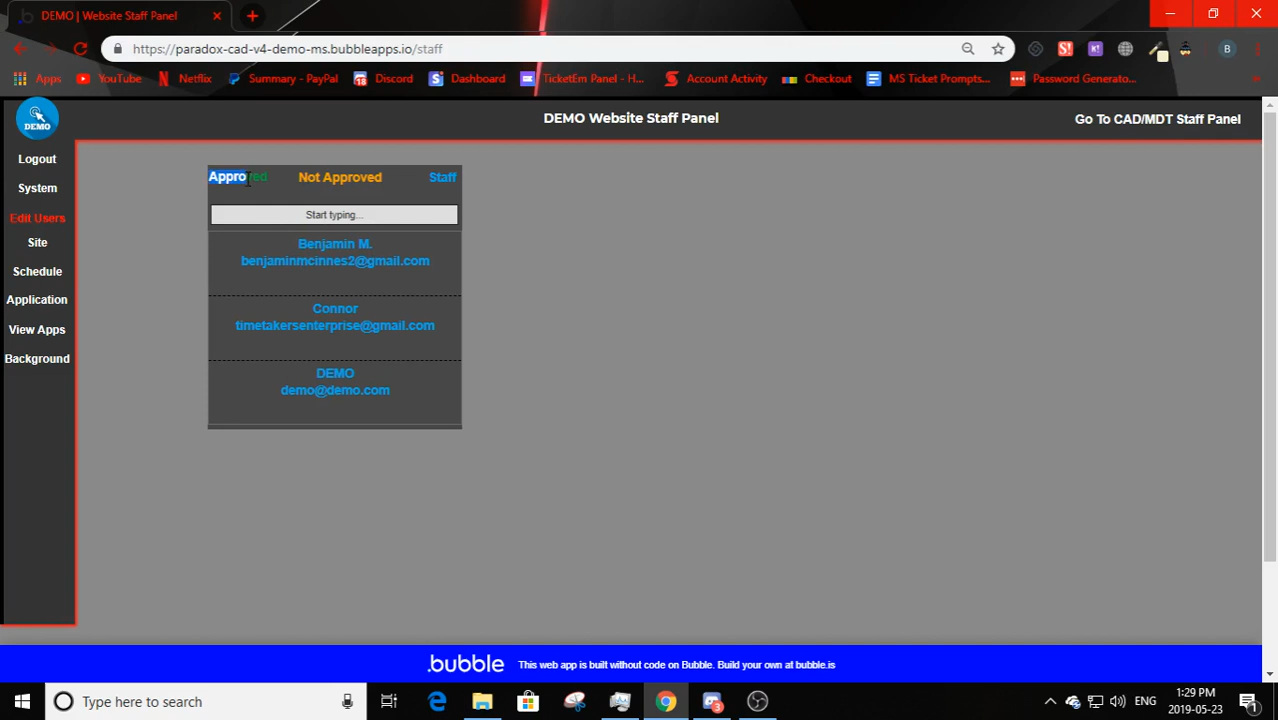 DEMO | Website Staff Panel
https://paradox-cad-v4-demo-ms.bubbleapps.io/staff
Apps YouTube Netflix Summary - PayPal 18 Discord Dashboard TicketEm Panel - H... Account Activity Checkout MS Ticket Prompts... Password Generato...
DEMO
DEMO Website Staff Panel
Go To CAD/MDT Staff Panel
Logout
System
Edit Users
Site
Schedule
Application
View Apps
Background
Approved Not Approved Staff
Start typing...
Benjamin M.
benjaminmcinnes2@gmail.com
Connor
timetakersenterprise@gmail.com
DEMO
demo@demo.com
.bubble This web app is built without code on Bubble. Build your own at bubble.is
Type here to search
3
ENG
1:29 PM
2019-05-23
1